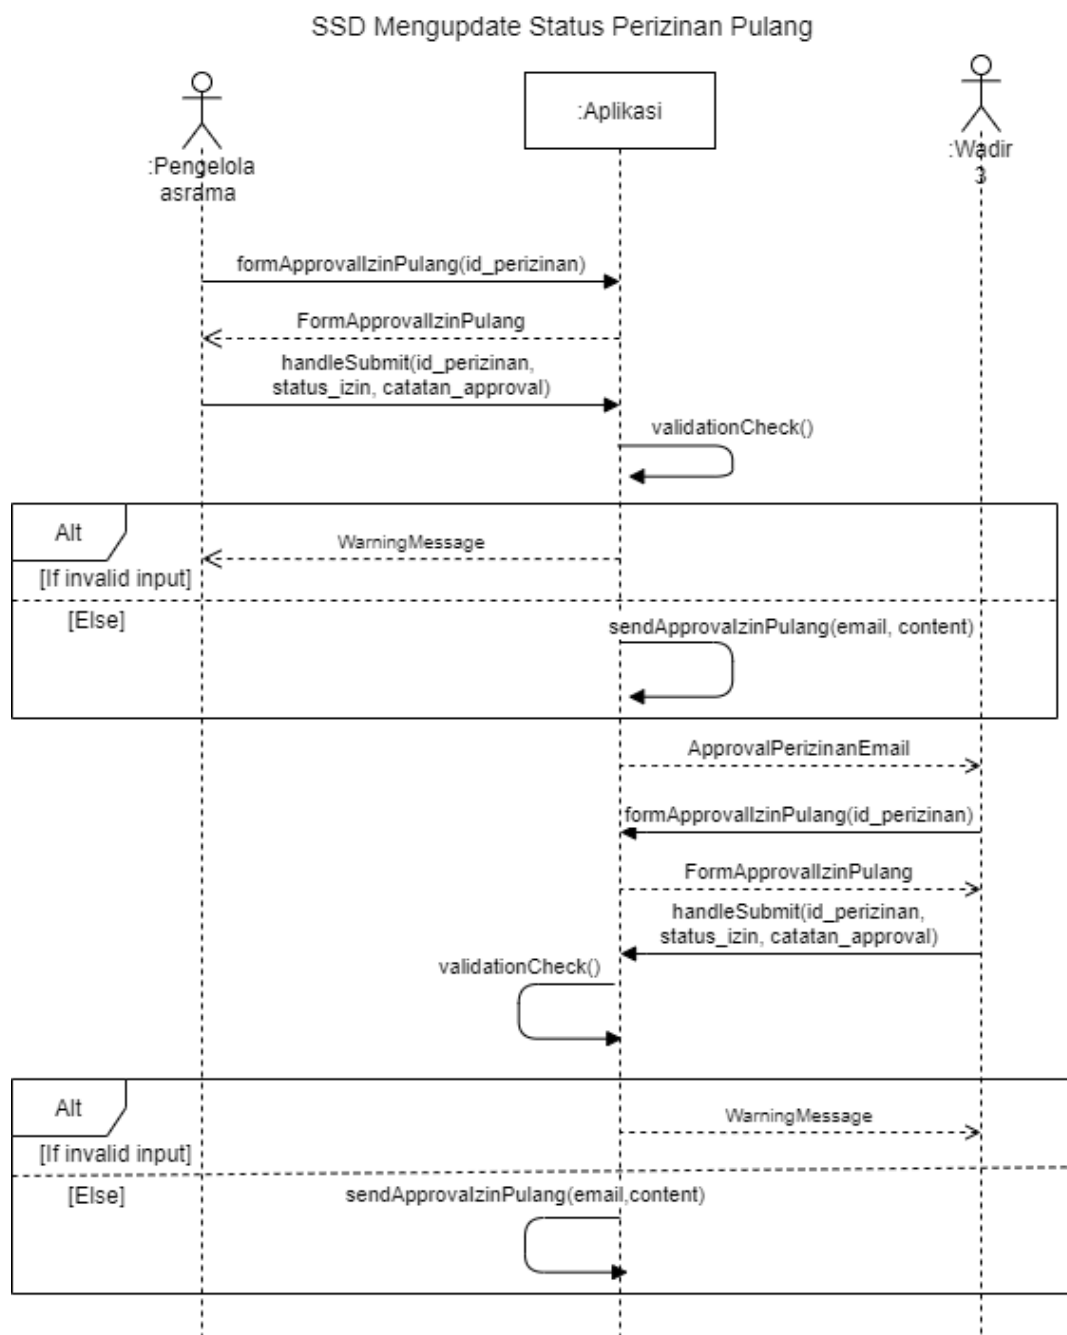 SSD Mengupdate Status Perizinan Pulang
:Pengelola
asrama
:Aplikasi
:Wadir
3
formApprovalIzinPulang(id_perizinan)
FormApprovalIzinPulang
handleSubmit(id_perizinan,
status_izin, catatan_approval)
validationCheck()
Alt
WarningMessage
[If invalid input]
[Else]
sendApprovaIzinPulang(email, content)
ApprovalPerizinanEmail
formApprovalIzinPulang(id_perizinan)
FormApprovalIzinPulang
handleSubmit(id_perizinan,
status_izin, catatan_approval)
validationCheck()
Alt
WarningMessage
[If invalid input]
[Else]
sendApprovaIzinPulang(email,content)